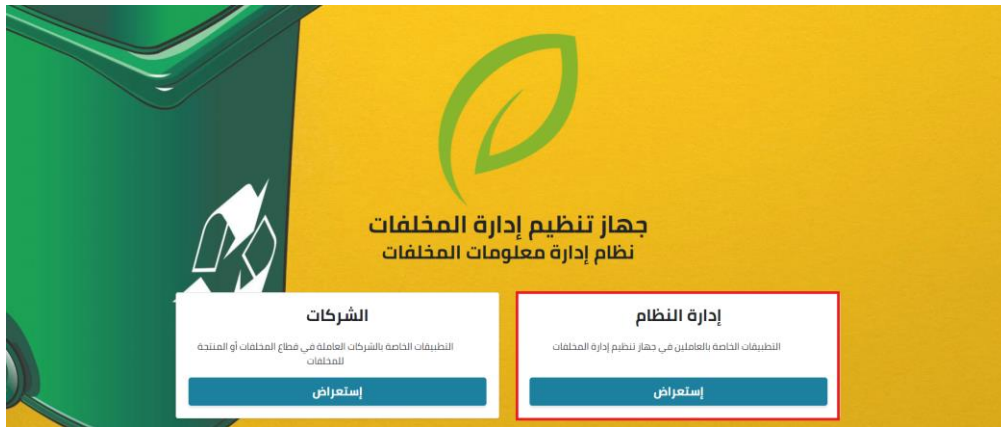 جهاز تنظيم إدارة المخلفات
نظام إدارة معلومات المخلفات
إدارة النظام
التطبيقات الخاصة بالعاملين في جهاز تنظيم إدارة المخلفات
إستعراض
الشركات
التطبيقات الخاصة بالشركات العاملة في قطاع المخلفات أو المنتجة
للمخلفات
إستعراض